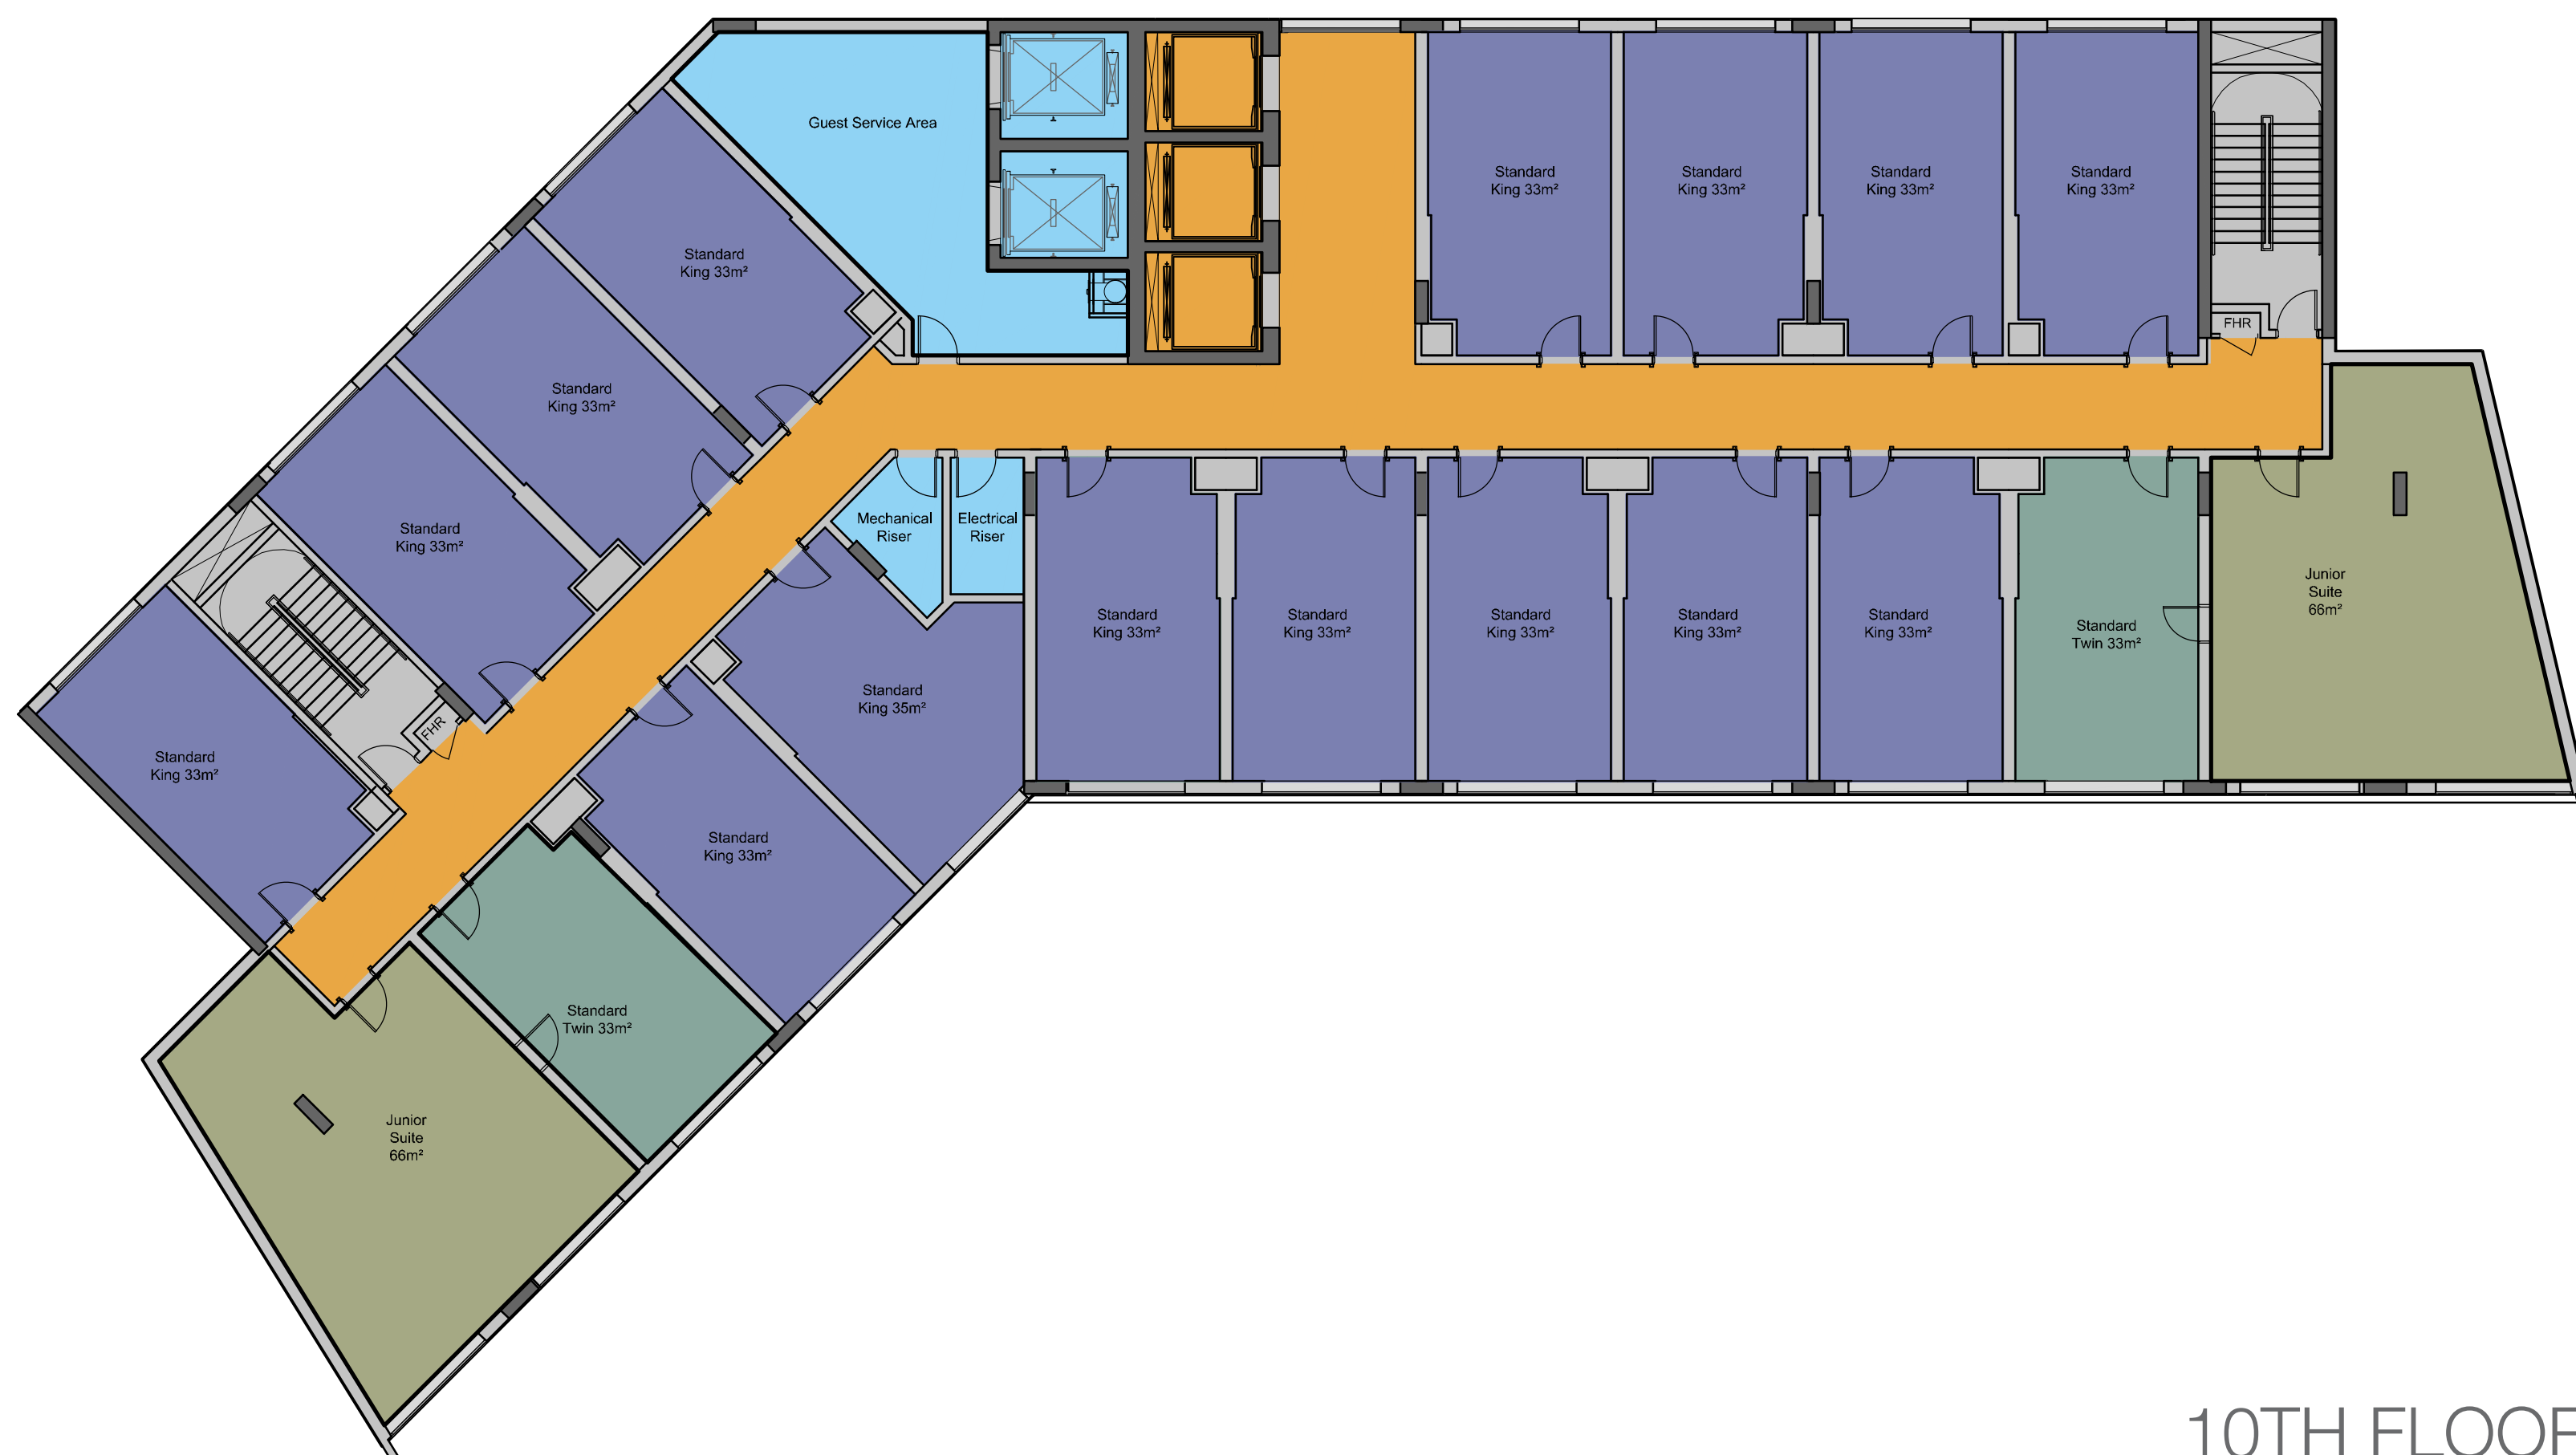 Guest Service Area
Standard
King 33m²
Standard
King 33m²
Standard
King 33m²
Standard
King 33m²
Standard
King 33m²
FHR
Standard
King 33m²
Standard
King 33m²
Standard
King 33m²
FHR
Mechanical
Riser
Electrical
Riser
Standard
King 33m²
Standard
King 33m²
Standard
King 33m²
Standard
King 33m²
Standard
King 33m²
Standard
Twin 33m²
Junior
Suite
66m²
Standard
King 35m²
Standard
King 33m²
Standard
Twin 33m²
Junior
Suite
66m²
10TH FLOOR